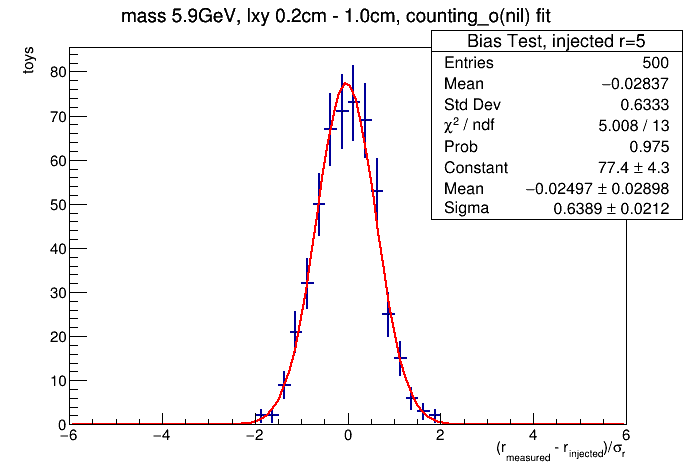 mass 5.9GeV, lxy 0.2cm - 1.0cm, counting_o(nil) fit
Bias Test, injected r=5
Entries 500
Mean −0.02837
Std Dev 0.6333
χ² / ndf 5.008 / 13
Prob 0.975
Constant 77.4 ± 4.3
Mean −0.02497 ± 0.02898
Sigma 0.6389 ± 0.0212
toys
80
70
60
50
40
30
20
10
0
−6 −4 −2 0 2 4 6
(r_measured - r_injected)/σ_r